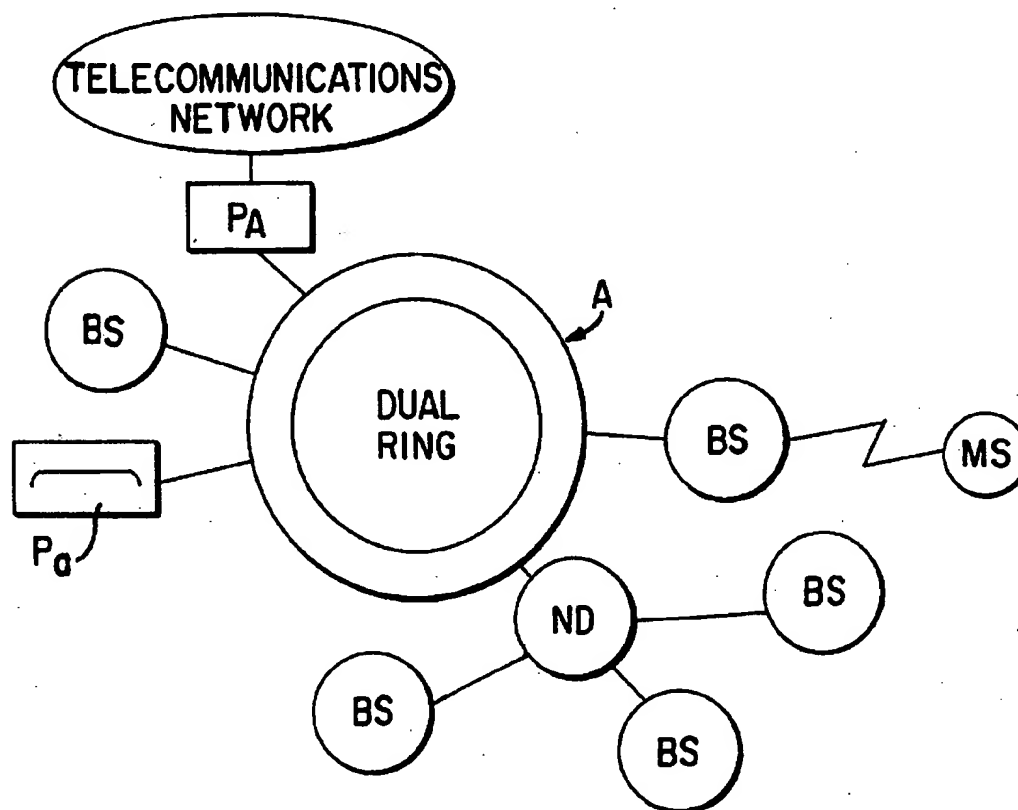 TELECOMMUNICATIONS
NETWORK
PA
A
BS
DUAL
RING
BS
MS
Pa
ND
BS
BS
BS